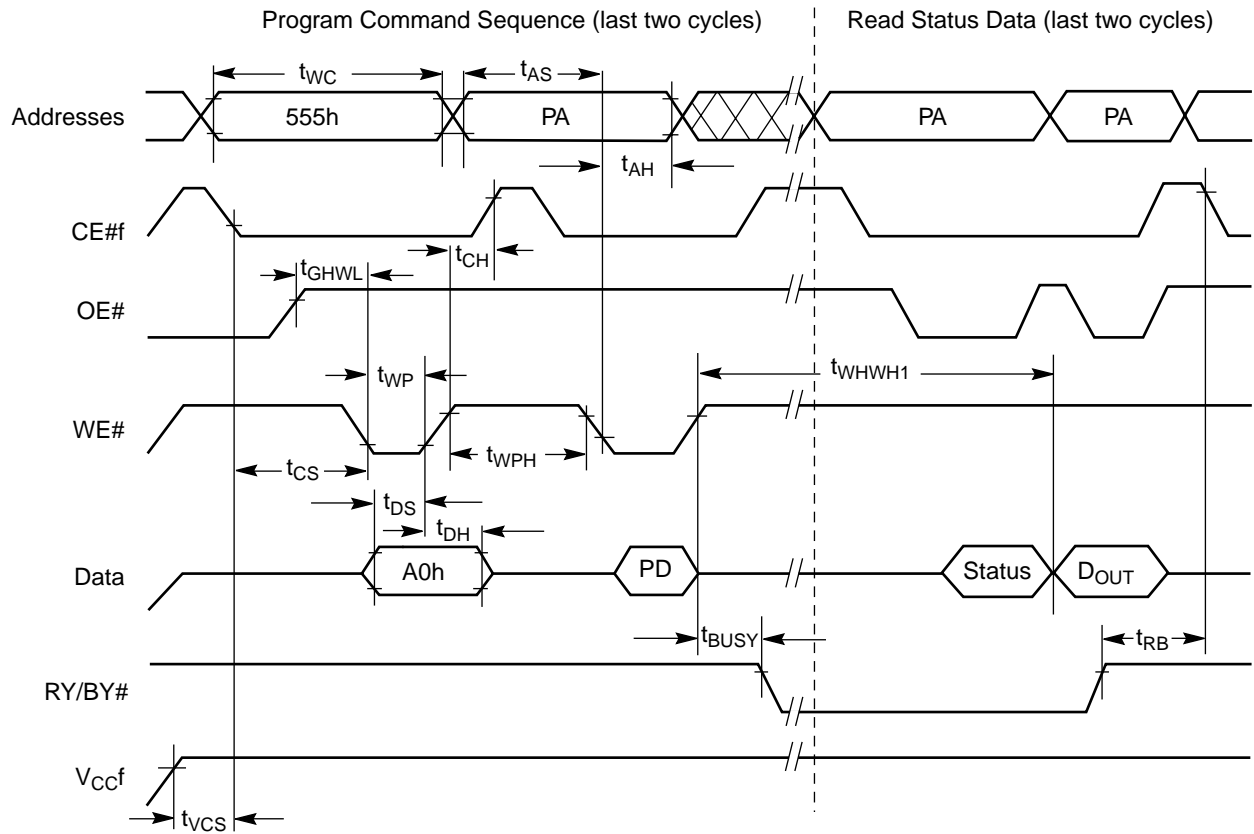 Program Command Sequence (last two cycles)
Read Status Data (last two cycles)
tWC
tAS
Addresses
555h
PA
PA
PA
tAH
CE#f
tCH
tGHWL
OE#
tWP
tWHWH1
WE#
tCS
tWPH
tDS
tDH
Data
A0h
PD
Status
DOUT
tBUSY
tRB
RY/BY#
VCCf
tVCS